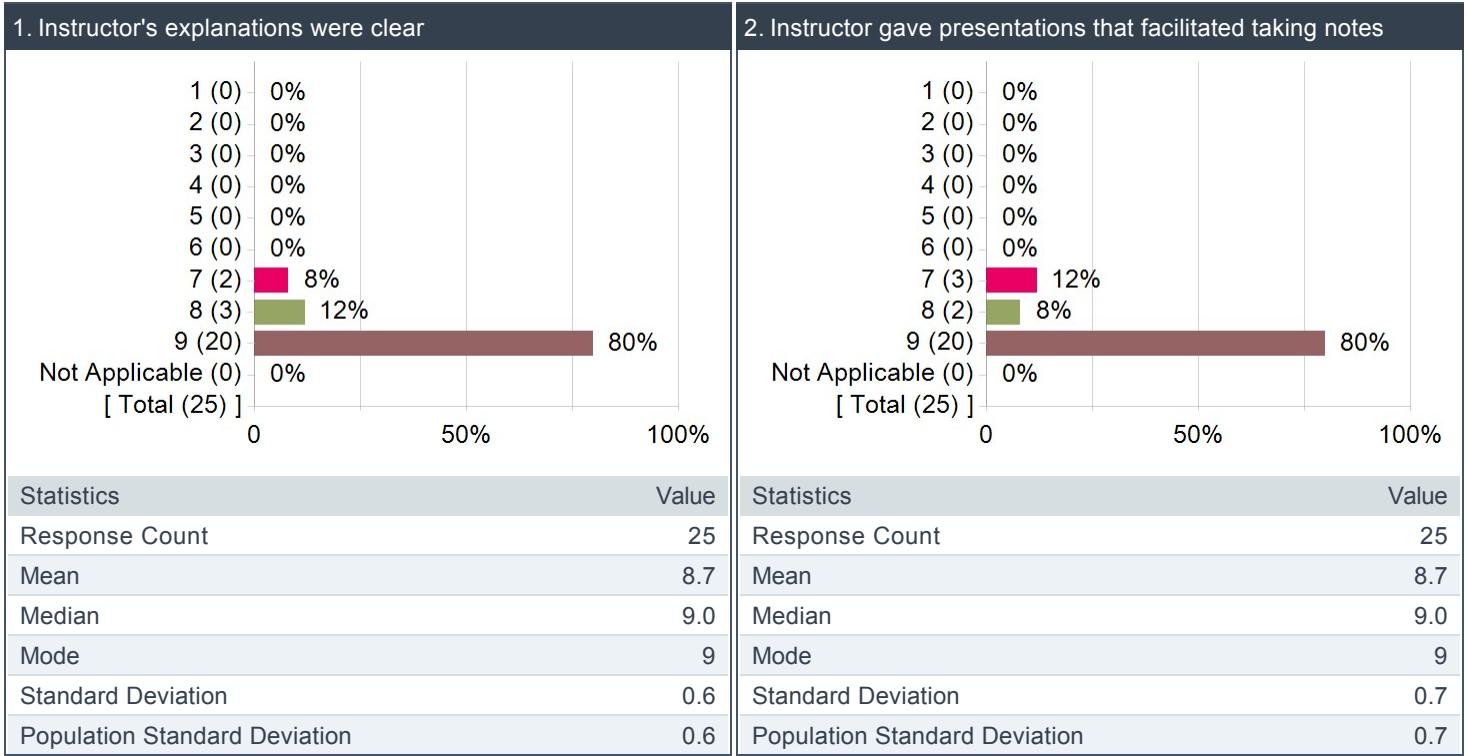 1. Instructor's explanations were clear
1 (0) 0%
2 (0) 0%
3 (0) 0%
4 (0) 0%
5 (0) 0%
6 (0) 0%
7 (2) 8%
8 (3) 12%
9 (20) 80%
Not Applicable (0) 0%
[ Total (25) ]
0 50% 100%
Statistics Value
Response Count 25
Mean 8.7
Median 9.0
Mode 9
Standard Deviation 0.6
Population Standard Deviation 0.6
2. Instructor gave presentations that facilitated taking notes
1 (0) 0%
2 (0) 0%
3 (0) 0%
4 (0) 0%
5 (0) 0%
6 (0) 0%
7 (3) 12%
8 (2) 8%
9 (20) 80%
Not Applicable (0) 0%
[ Total (25) ]
0 50% 100%
Statistics Value
Response Count 25
Mean 8.7
Median 9.0
Mode 9
Standard Deviation 0.7
Population Standard Deviation 0.7